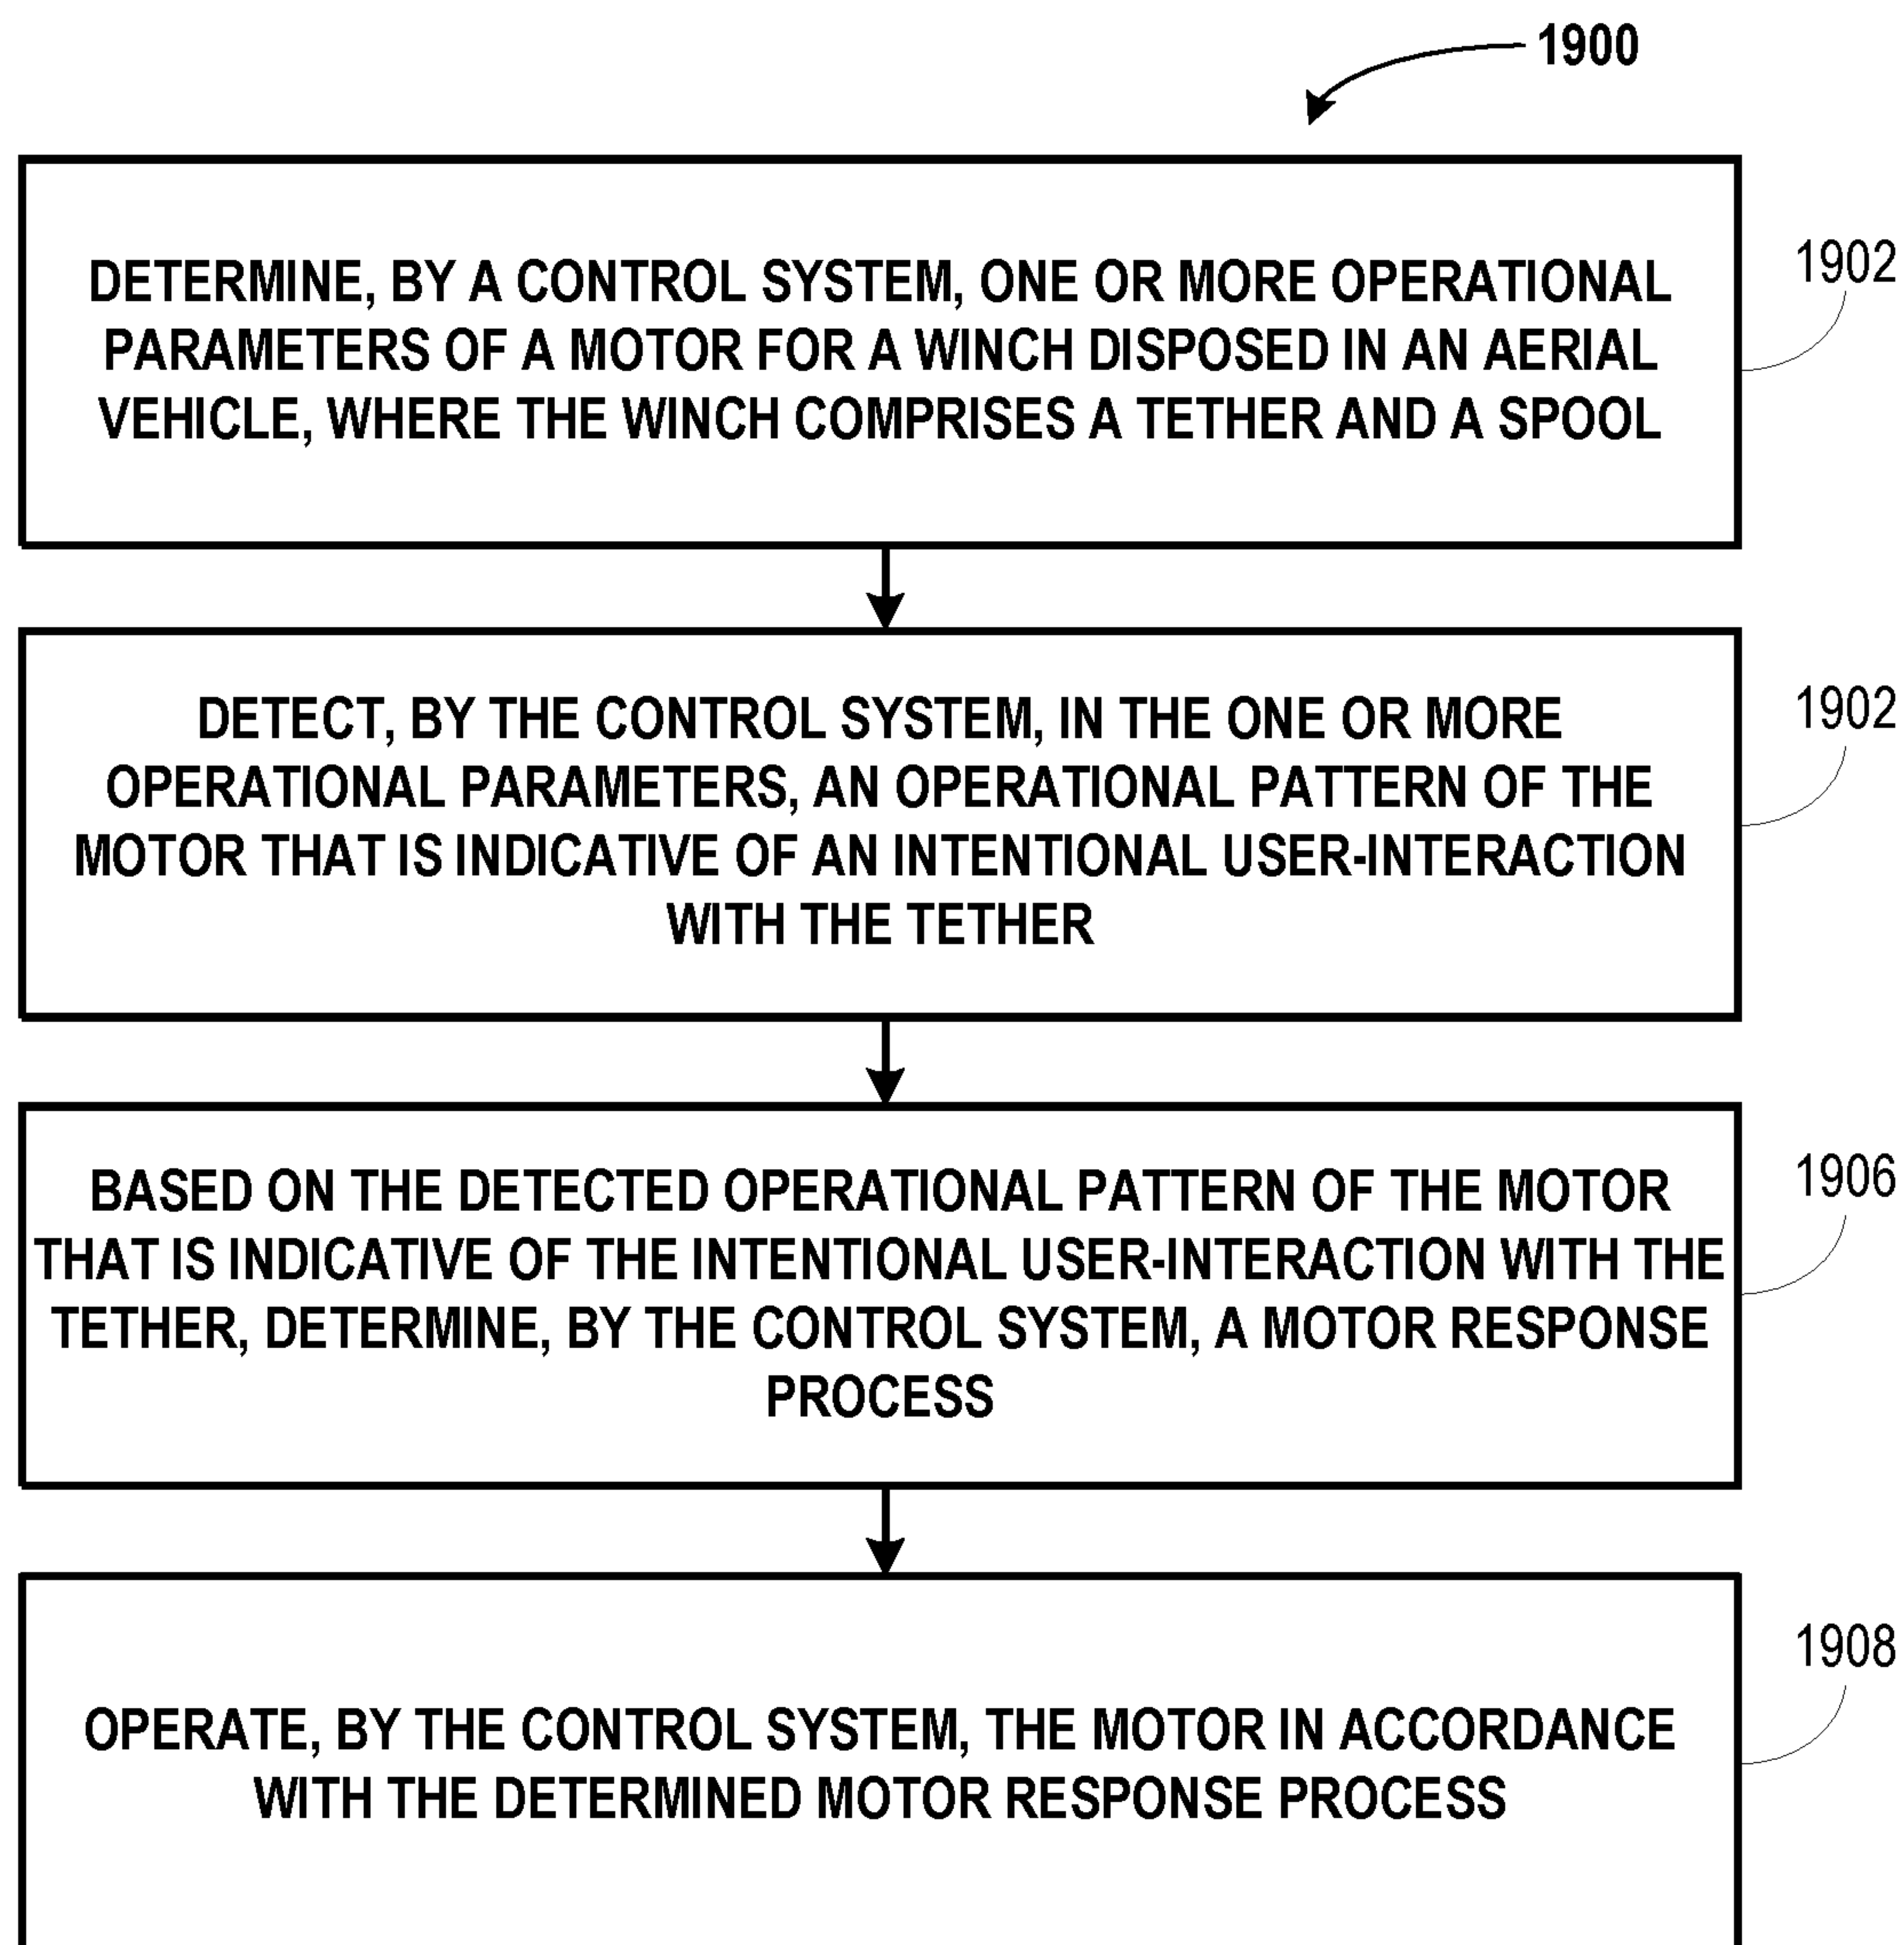 1900
DETERMINE, BY A CONTROL SYSTEM, ONE OR MORE OPERATIONAL
PARAMETERS OF A MOTOR FOR A WINCH DISPOSED IN AN AERIAL
VEHICLE, WHERE THE WINCH COMPRISES A TETHER AND A SPOOL
1902
DETECT, BY THE CONTROL SYSTEM, IN THE ONE OR MORE
OPERATIONAL PARAMETERS, AN OPERATIONAL PATTERN OF THE
MOTOR THAT IS INDICATIVE OF AN INTENTIONAL USER-INTERACTION
WITH THE TETHER
1902
BASED ON THE DETECTED OPERATIONAL PATTERN OF THE MOTOR
THAT IS INDICATIVE OF THE INTENTIONAL USER-INTERACTION WITH THE
TETHER, DETERMINE, BY THE CONTROL SYSTEM, A MOTOR RESPONSE
PROCESS
1906
OPERATE, BY THE CONTROL SYSTEM, THE MOTOR IN ACCORDANCE
WITH THE DETERMINED MOTOR RESPONSE PROCESS
1908